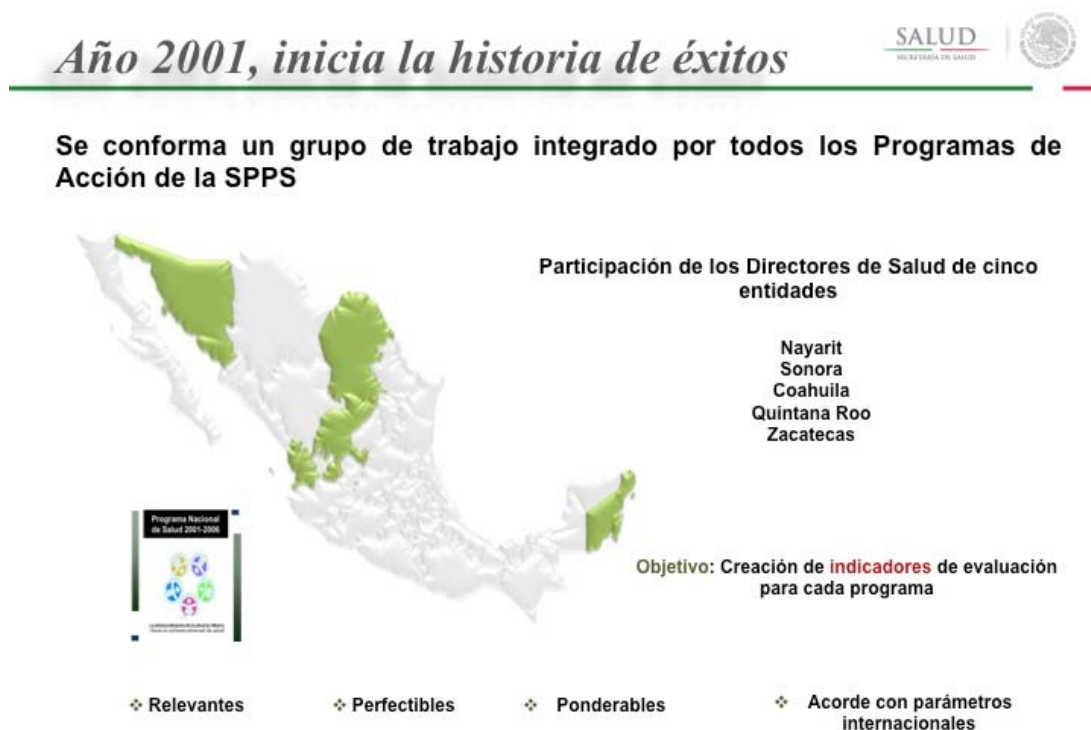 Año 2001, inicia la historia de éxitos
SALUD
SECRETARÍA DE SALUD
Se conforma un grupo de trabajo integrado por todos los Programas de
Acción de la SPPS
Participación de los Directores de Salud de cinco
entidades
Nayarit
Sonora
Coahuila
Quintana Roo
Zacatecas
Programa Nacional
de Salud 2001-2006
Objetivo: Creación de indicadores de evaluación
para cada programa
❖ Relevantes
❖ Perfectibles
❖ Ponderables
❖ Acorde con parámetros
internacionales